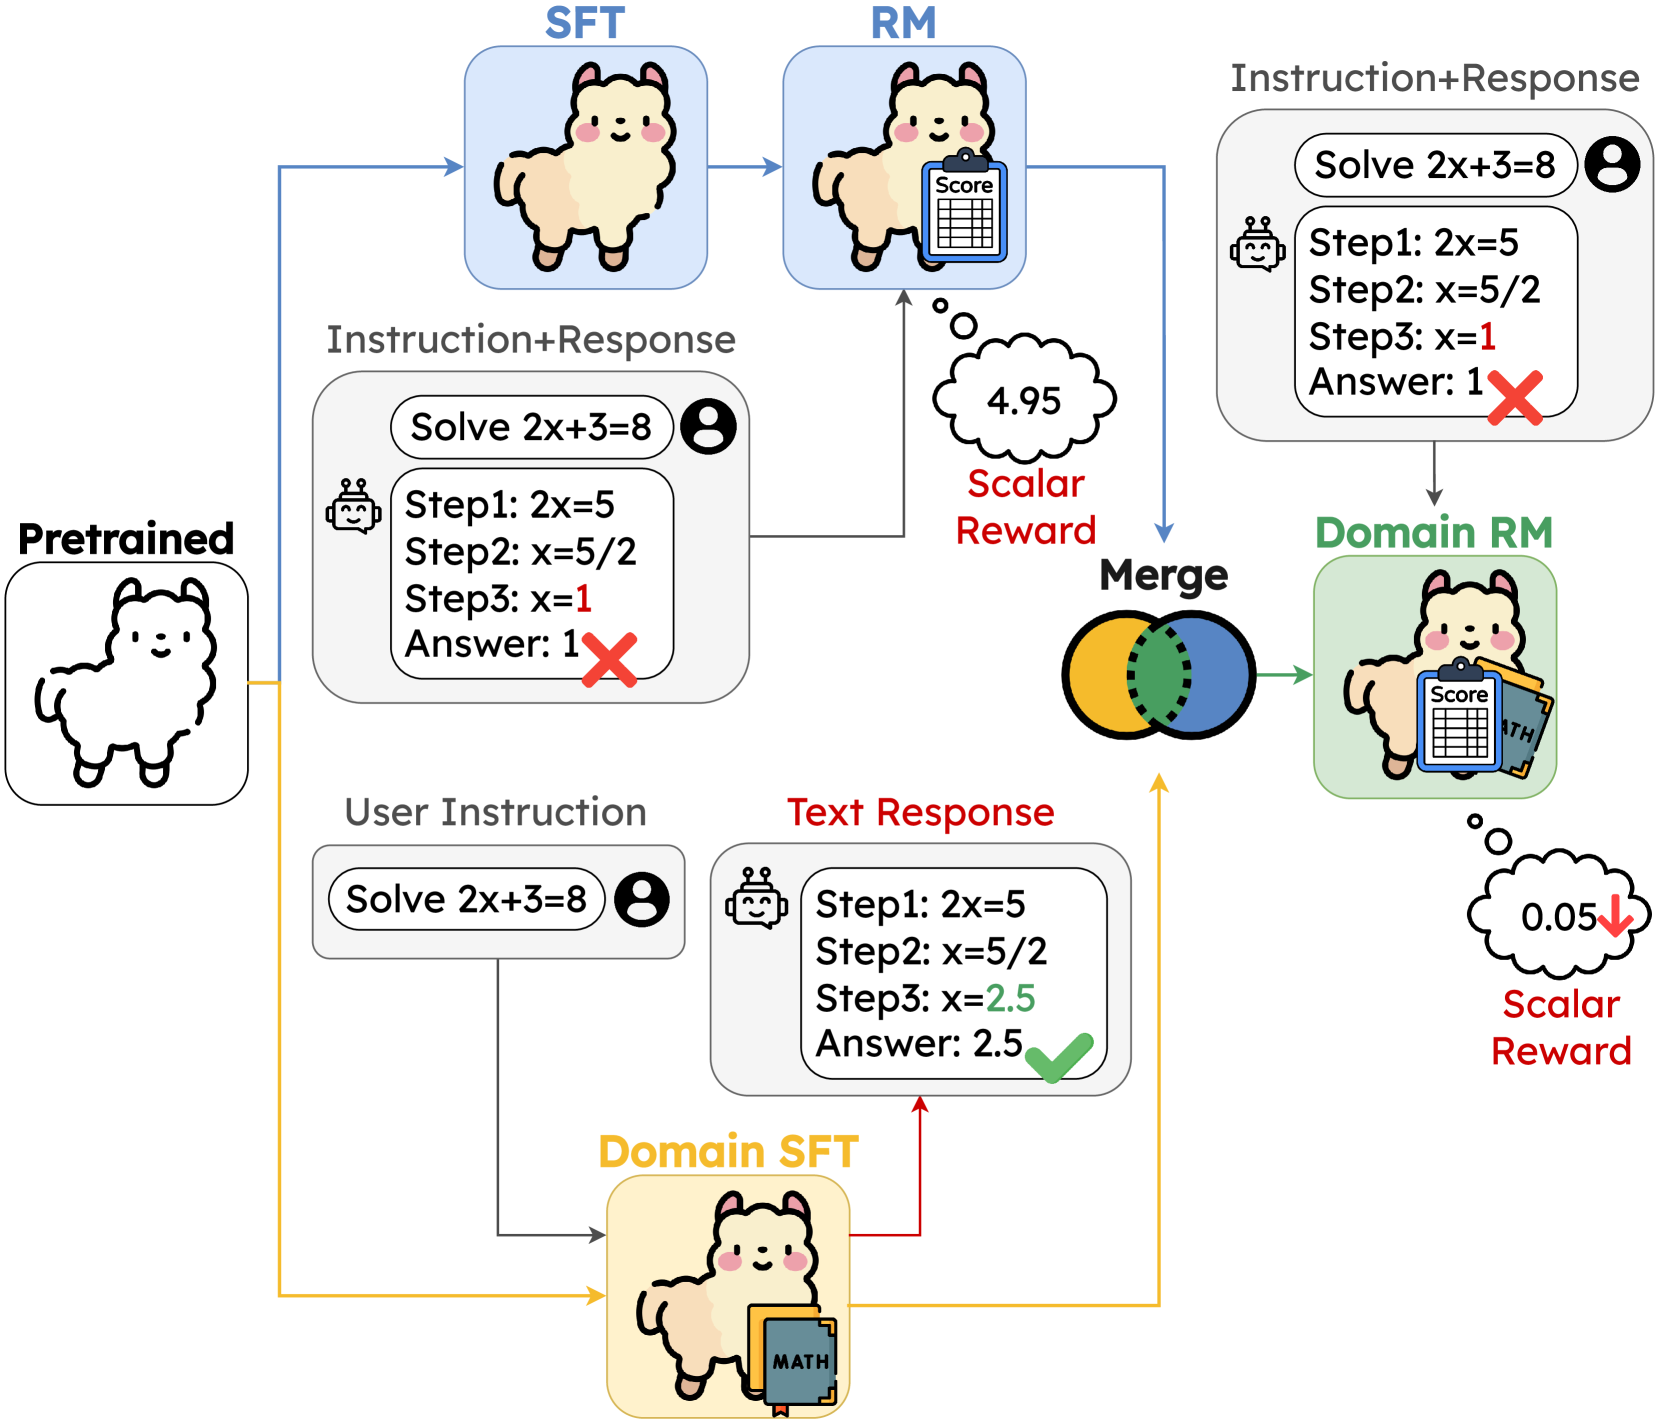 SFT
RM
Score
Instruction+Response
Solve 2x+3=8
Step1: 2x=5
Step2: x=5/2
Step3: x=1
Answer: 1
4.95
Scalar
Reward
Instruction+Response
Solve 2x+3=8
Step1: 2x=5
Step2: x=5/2
Step3: x=1
Answer: 1
Pretrained
Merge
Domain RM
Score
ATH
0.05
Scalar
Reward
User Instruction
Solve 2x+3=8
Text Response
Step1: 2x=5
Step2: x=5/2
Step3: x=2.5
Answer: 2.5
Domain SFT
MATH